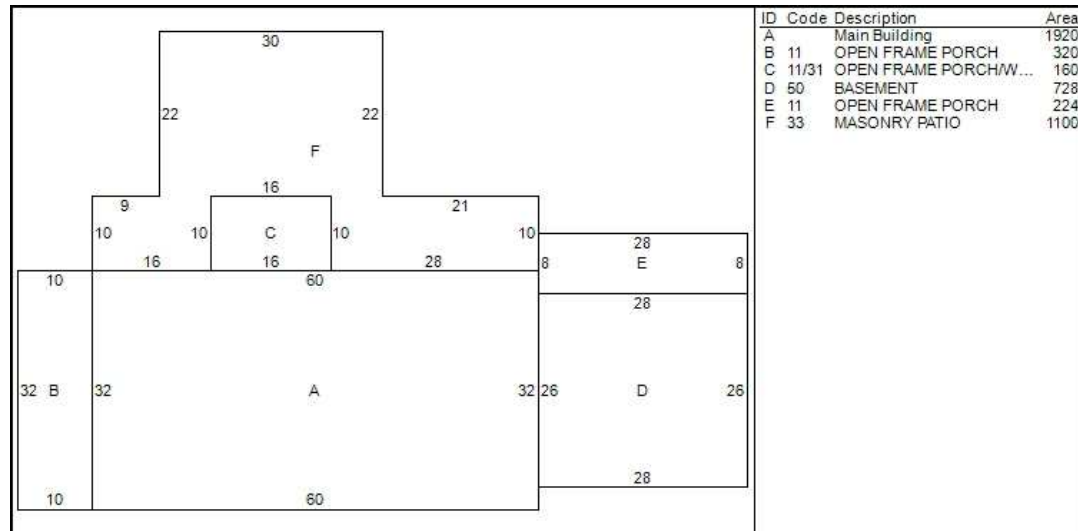 ID Code Description Area
A Main Building 1920
B 11 OPEN FRAME PORCH 320
C 11/31 OPEN FRAME PORCH/W... 160
D 50 BASEMENT 728
E 11 OPEN FRAME PORCH 224
F 33 MASONRY PATIO 1100
30
22 22
F
16
9 21
10 10 C 10 10
28
16 16 28 8 E 8
10 60
28
32 B 32 A 32 26 D 26
28
10 60